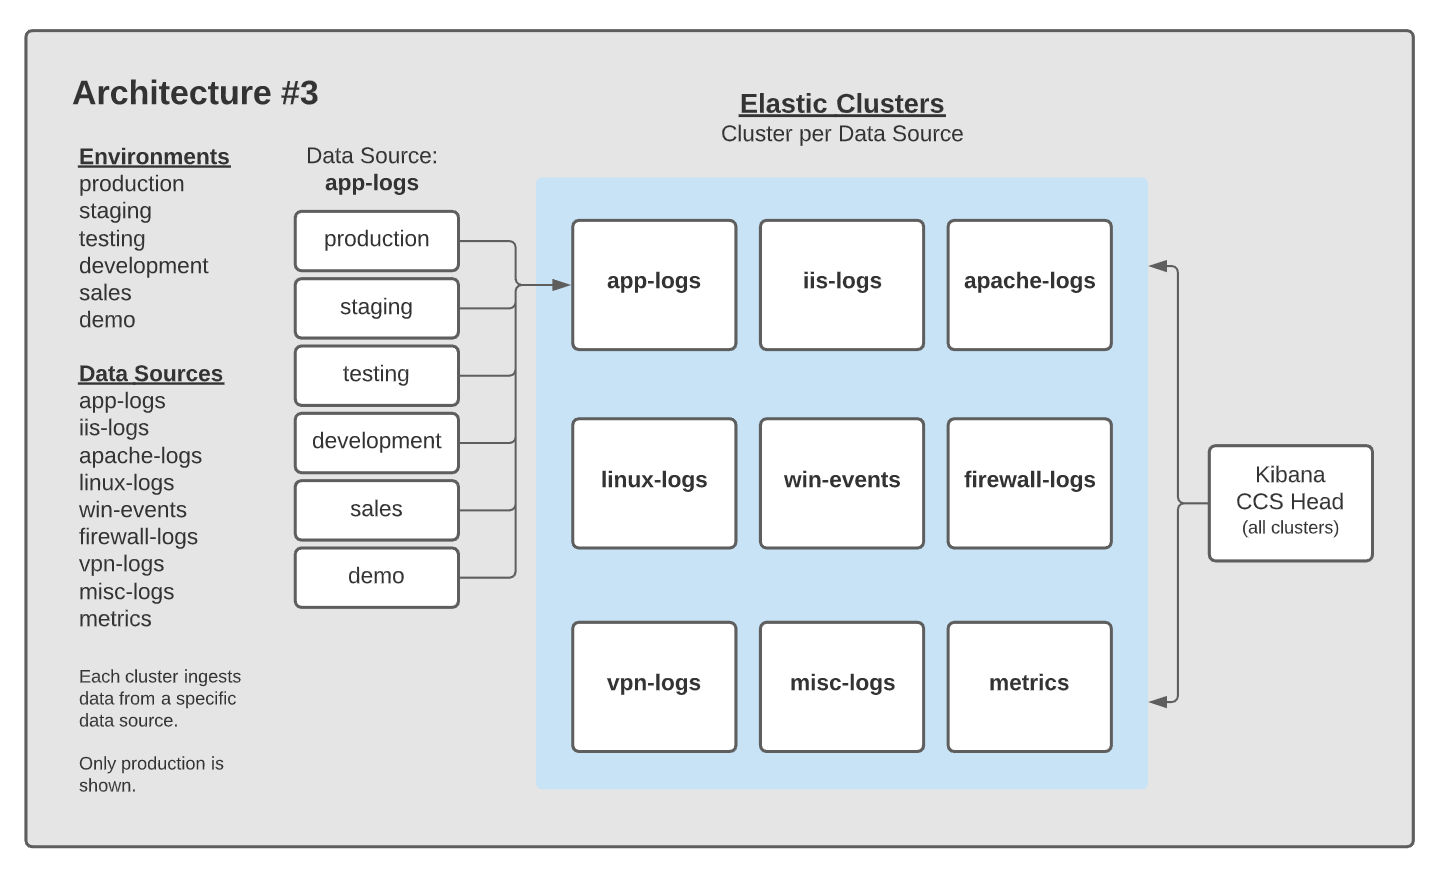 Architecture #3
Environments
production
staging
testing
development
sales
demo
Data Sources
app-logs
iis-logs
apache-logs
linux-logs
win-events
firewall-logs
vpn-logs
misc-logs
metrics
Each cluster ingests
data from a specific
data source.
Only production is
shown.
Data Source:
app-logs
production
staging
testing
development
sales
demo
Elastic Clusters
Cluster per Data Source
app-logs
iis-logs
apache-logs
linux-logs
win-events
firewall-logs
vpn-logs
misc-logs
metrics
Kibana
CCS Head
(all clusters)